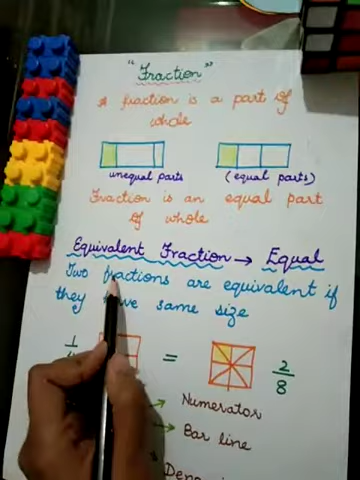 "Fraction"
A fraction is a part of
whole
unequal parts
(equal parts)
Fraction is an equal part
of whole
Equivalent Fraction → Equal
Two fractions are equivalent if
they have same size
=
2/8
→ Numerator
→ Bar line